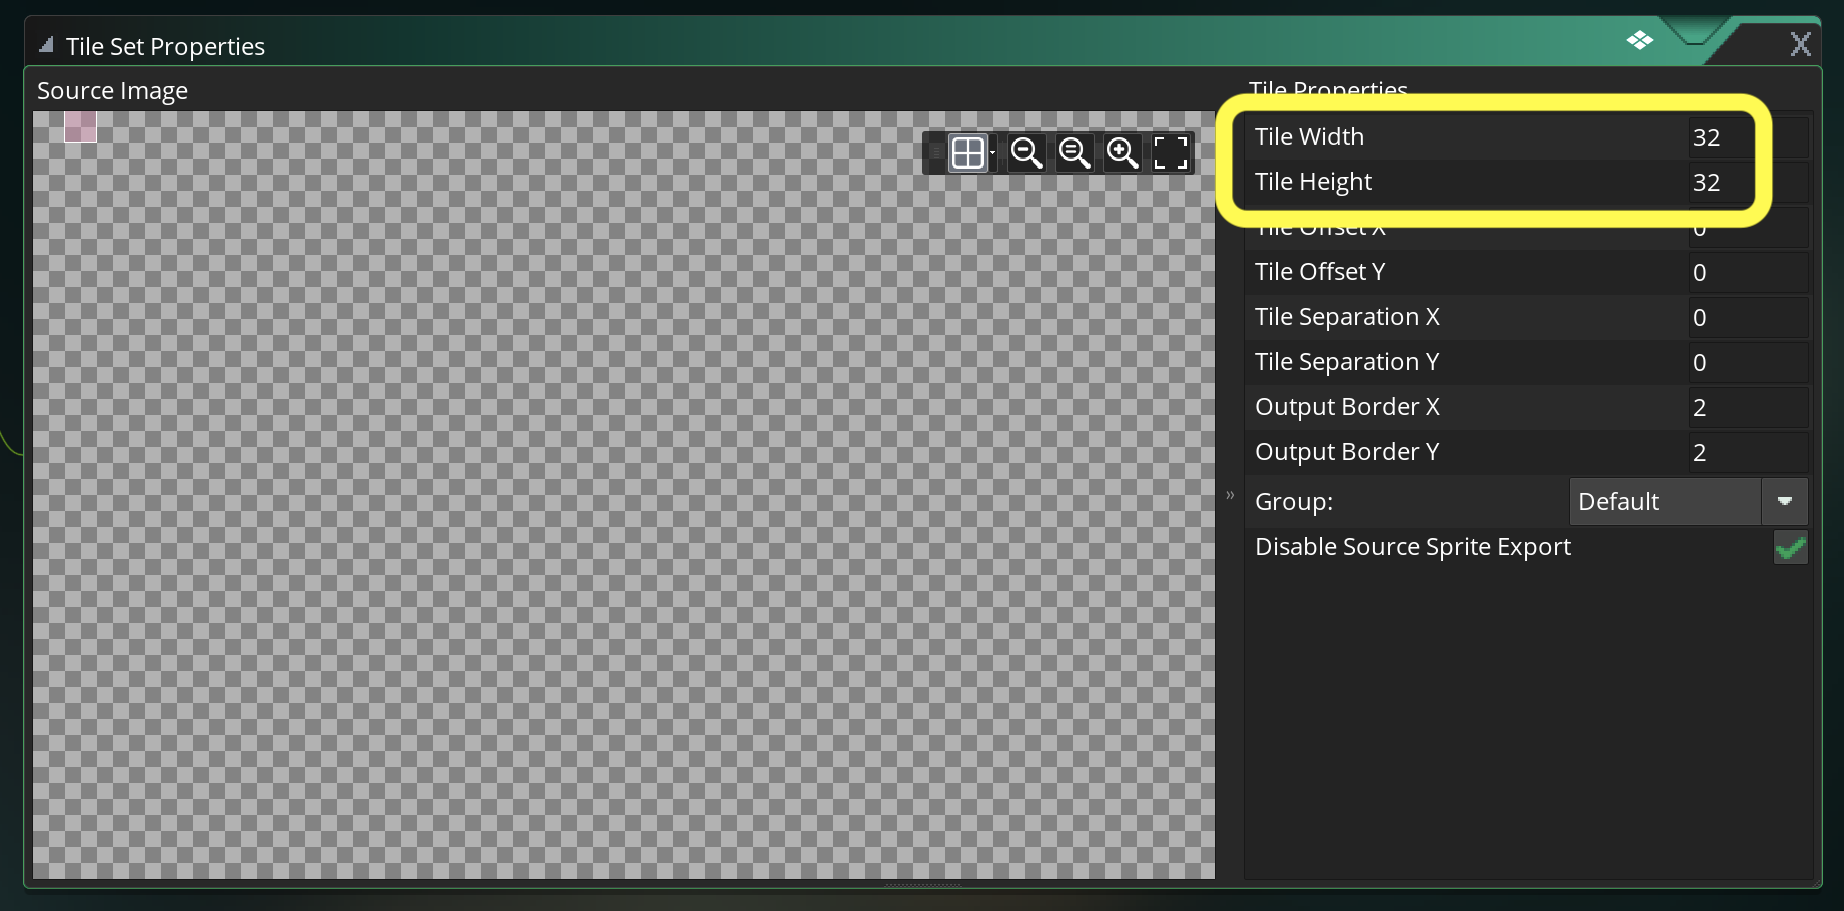 Tile Set Properties
X
Source Image
Tile Properties
Tile Width 32
Tile Height 32
Tile Offset X 0
Tile Offset Y 0
Tile Separation X 0
Tile Separation Y 0
Output Border X 2
Output Border Y 2
»
Group: Default
Disable Source Sprite Export